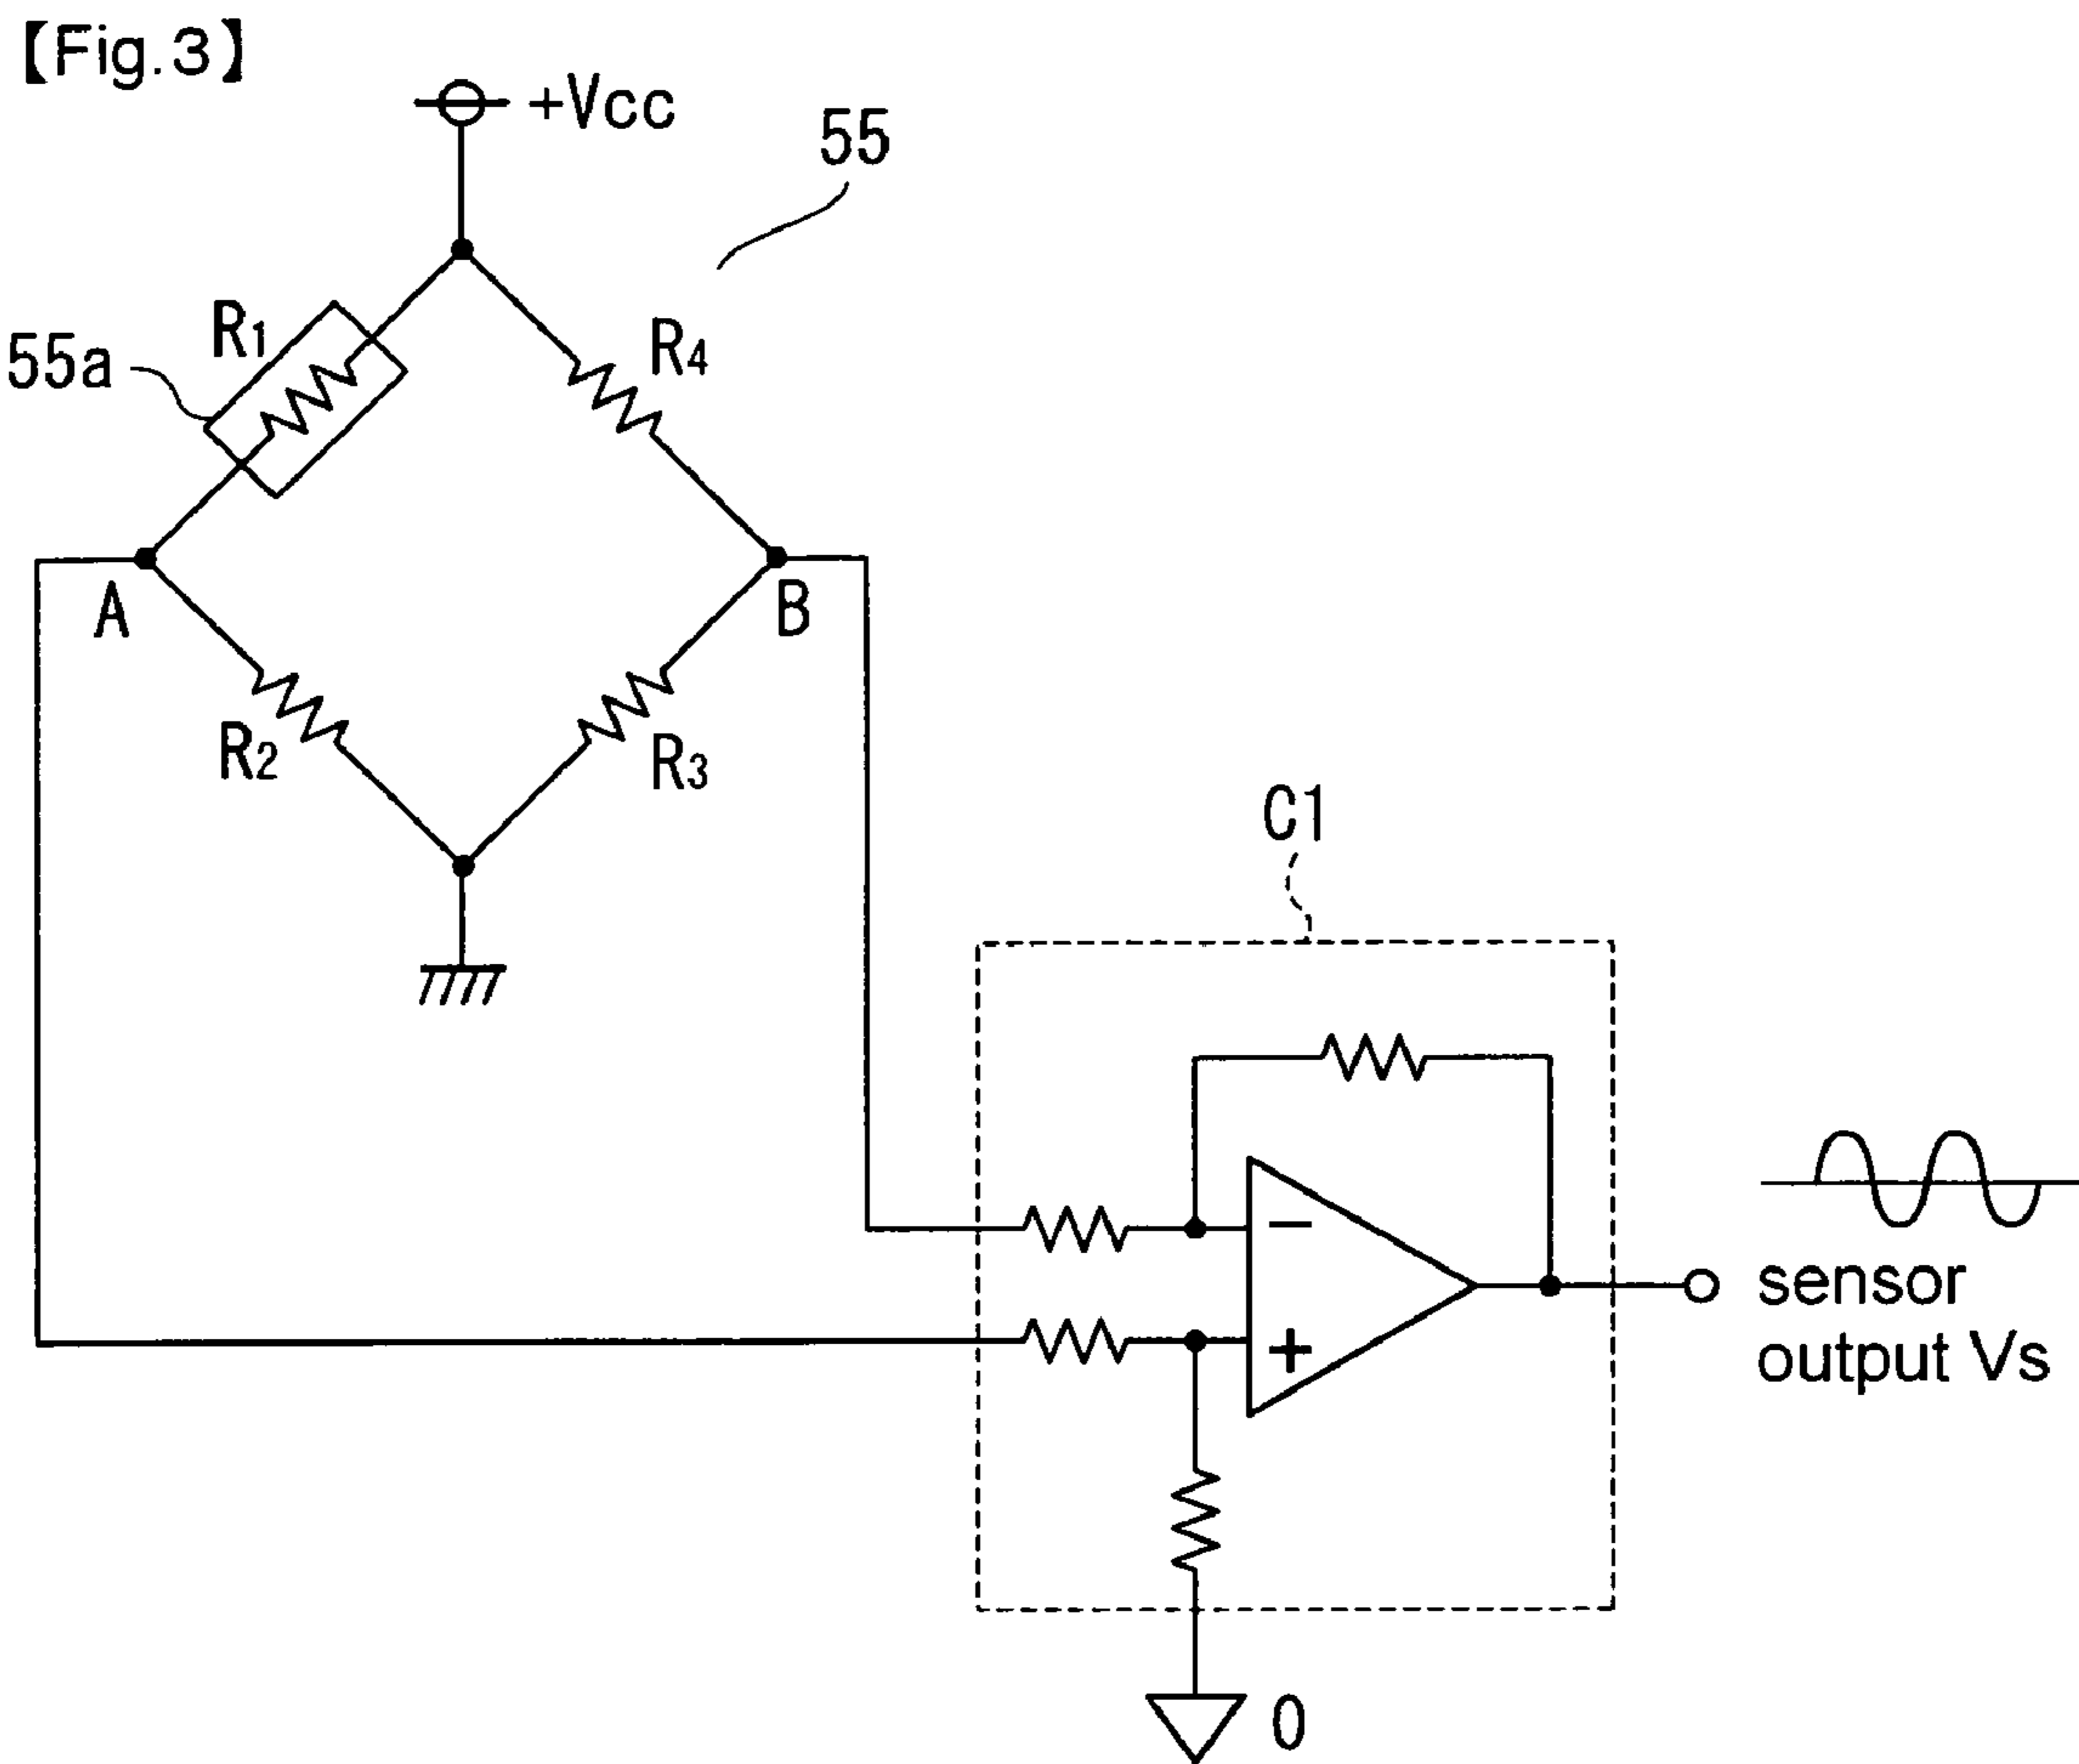 【Fig.3】
+Vcc
55
R1
R4
55a
A
B
R2
R3
C1
−
+
sensor
output Vs
0